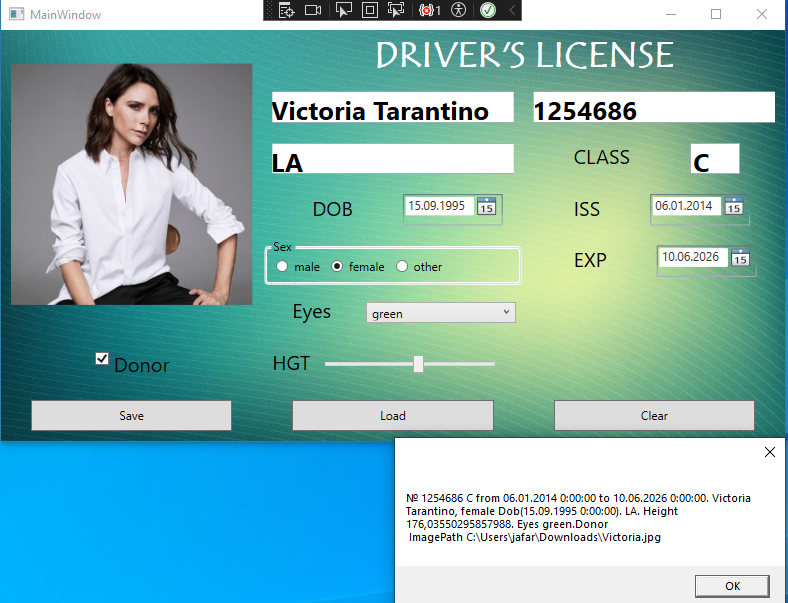 MainWindow
1
DRIVER'S LICENSE
Victoria Tarantino
1254686
LA
CLASS
C
DOB
15.09.1995
15
ISS
06.01.2014
15
Sex
male
female
other
EXP
10.06.2026
15
Eyes
green
Donor
HGT
Save
Load
Clear
№ 1254686 C from 06.01.2014 0:00:00 to 10.06.2026 0:00:00. Victoria
Tarantino, female Dob(15.09.1995 0:00:00). LA. Height
176,03550295857988. Eyes green.Donor
ImagePath C:\Users\jafar\Downloads\Victoria.jpg
OK